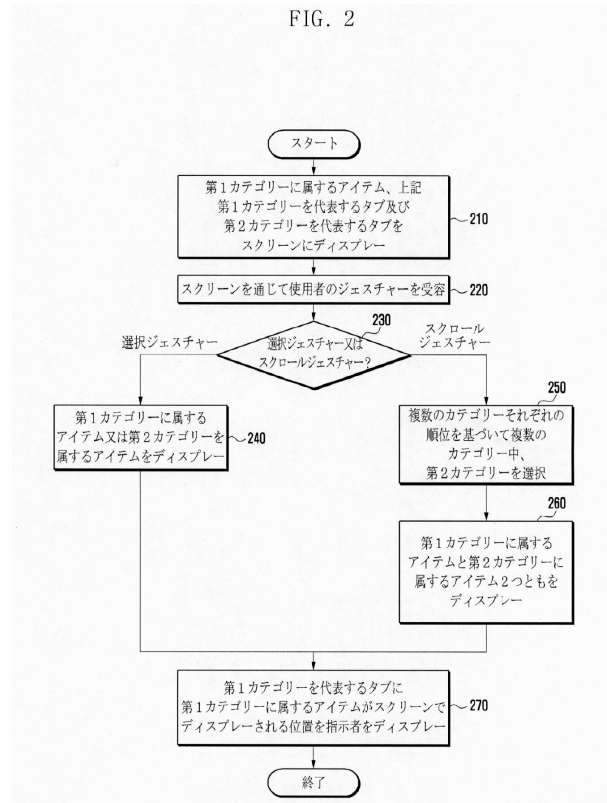 FIG. 2
スタート
第1カテゴリーに属するアイテム、上記
第1カテゴリーを代表するタブ及び
第2カテゴリーを代表するタブを
スクリーンにディスプレー
210
スクリーンを通じて使用者のジェスチャーを受容
220
230
選択ジェスチャー又は
スクロールジェスチャー?
選択ジェスチャー
スクロール
ジェスチャー
第1カテゴリーに属する
アイテム又は第2カテゴリーを
属するアイテムをディスプレー
240
250
複数のカテゴリーそれぞれの
順位を基づいて複数の
カテゴリー中、
第2カテゴリーを選択
260
第1カテゴリーに属する
アイテムと第2カテゴリーに
属するアイテム2つともを
ディスプレー
第1カテゴリーを代表するタブに
第1カテゴリーに属するアイテムがスクリーンで
ディスプレーされる位置を指示者をディスプレー
270
終了